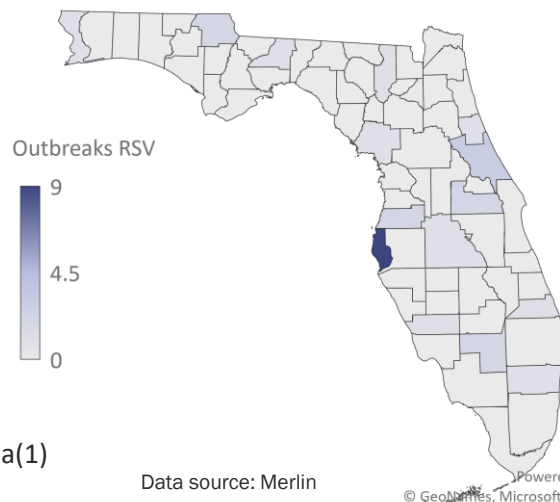 Outbreaks RSV
9
4.5
0
a(1)
Data source: Merlin
Powere
© GeoNames, Microsoft